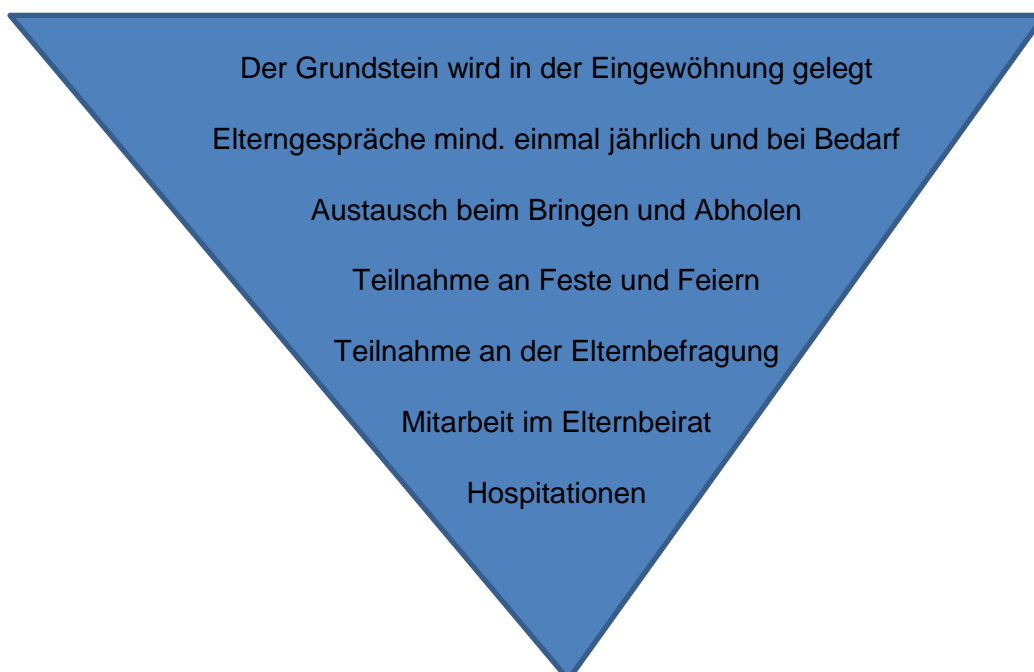 Der Grundstein wird in der Eingewöhnung gelegt
Elterngespräche mind. einmal jährlich und bei Bedarf
Austausch beim Bringen und Abholen
Teilnahme an Feste und Feiern
Teilnahme an der Elternbefragung
Mitarbeit im Elternbeirat
Hospitationen